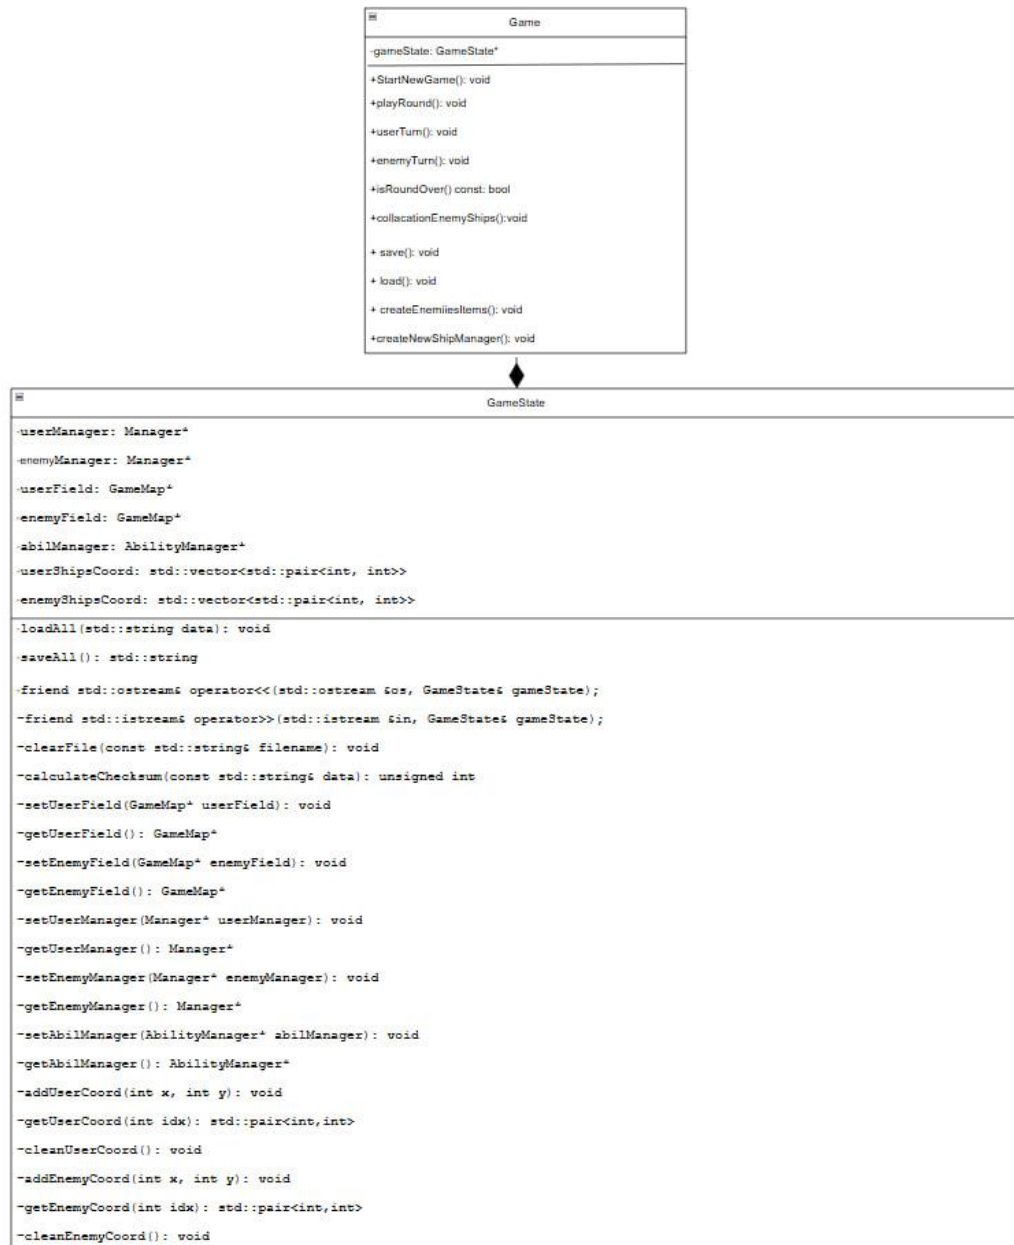 Game
-gameState: GameState*
+StartNewGame(): void
+playRound(): void
+userTurn(): void
+enemyTurn(): void
+isRoundOver() const: bool
+collacationEnemyShips():void
+ save(): void
+ load(): void
+ createEnemiiesItems(): void
+createNewShipManager(): void
GameState
-userManager: Manager*
-enemyManager: Manager*
-userField: GameMap*
-enemyField: GameMap*
-abilManager: AbilityManager*
-userShipsCoord: std::vector<std::pair<int, int>>
-enemyShipsCoord: std::vector<std::pair<int, int>>
-loadAll(std::string data): void
-saveAll(): std::string
-friend std::ostream& operator<<(std::ostream &os, GameState& gameState);
-friend std::istream& operator>>(std::istream &in, GameState& gameState);
-clearFile(const std::string& filename): void
-calculateChecksum(const std::string& data): unsigned int
-setUserField(GameMap* userField): void
-getUserField(): GameMap*
-setEnemyField(GameMap* enemyField): void
-getEnemyField(): GameMap*
-setUserManager(Manager* userManager): void
-getUserManager(): Manager*
-setEnemyManager(Manager* enemyManager): void
-getEnemyManager(): Manager*
-setAbilManager(AbilityManager* abilManager): void
-getAbilManager(): AbilityManager*
-addUserCoord(int x, int y): void
-getUserCoord(int idx): std::pair<int,int>
-cleanUserCoord(): void
-addEnemyCoord(int x, int y): void
-getEnemyCoord(int idx): std::pair<int,int>
-cleanEnemyCoord(): void